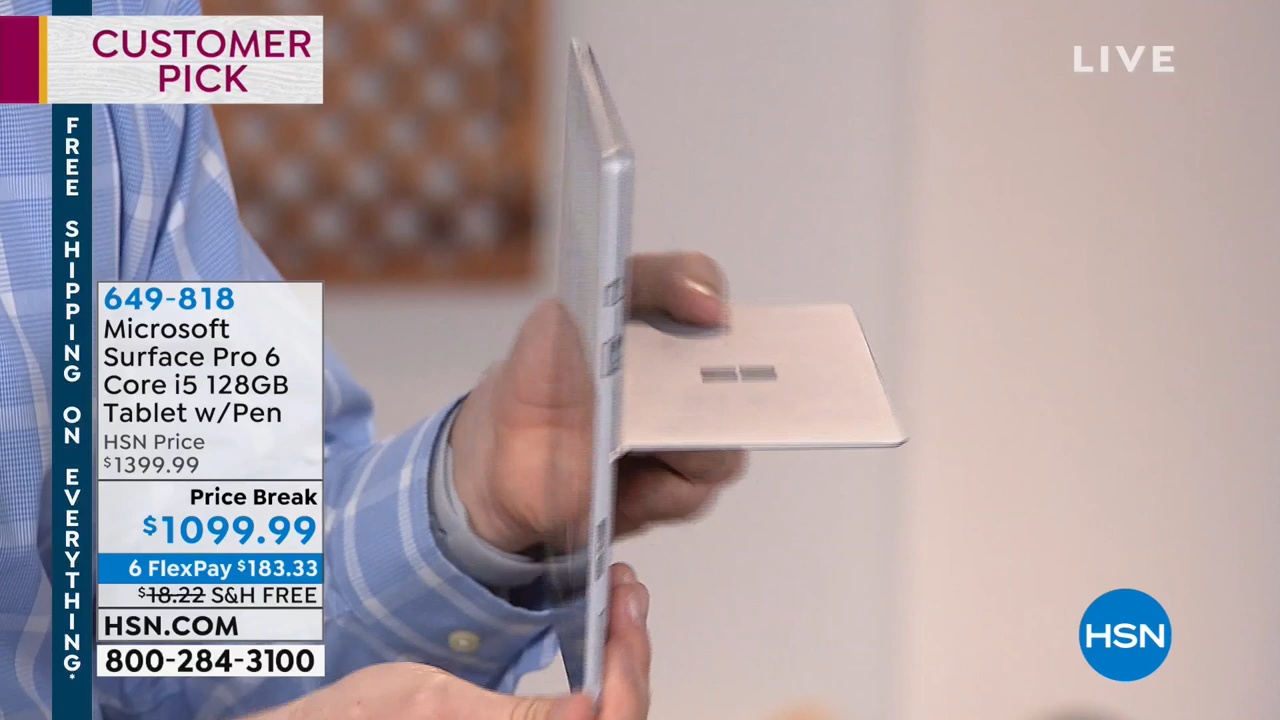 CUSTOMER
PICK
LIVE
FREE SHIPPING ON EVERYTHING*
649-818
Microsoft
Surface Pro 6
Core i5 128GB
Tablet w/Pen
HSN Price
$1399.99
Price Break
$1099.99
6 FlexPay $183.33
$18.22 S&H FREE
HSN.COM
800-284-3100
HSN